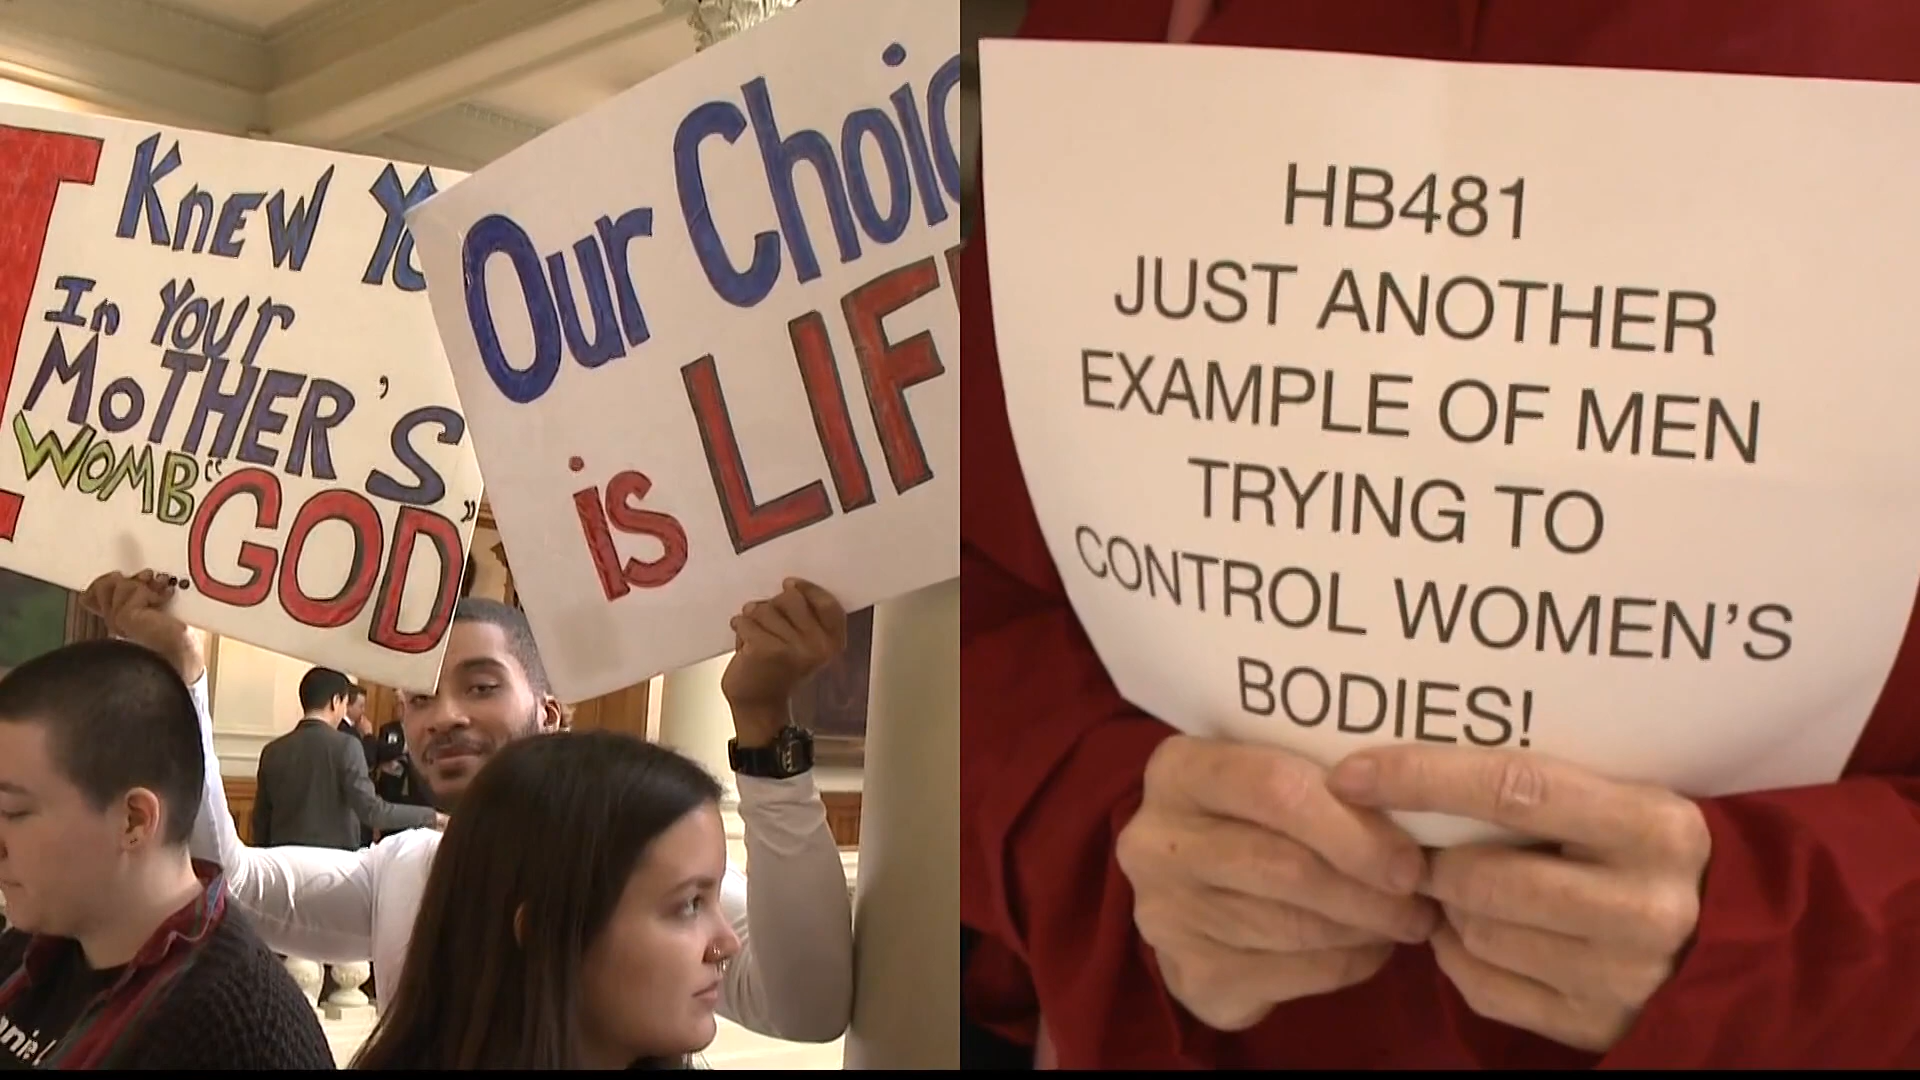 I Knew Yo
In Your
MOTHER'S
WOMB "GOD"
...
Our Choic
is LIF
HB481
JUST ANOTHER
EXAMPLE OF MEN
TRYING TO
CONTROL WOMEN'S
BODIES!